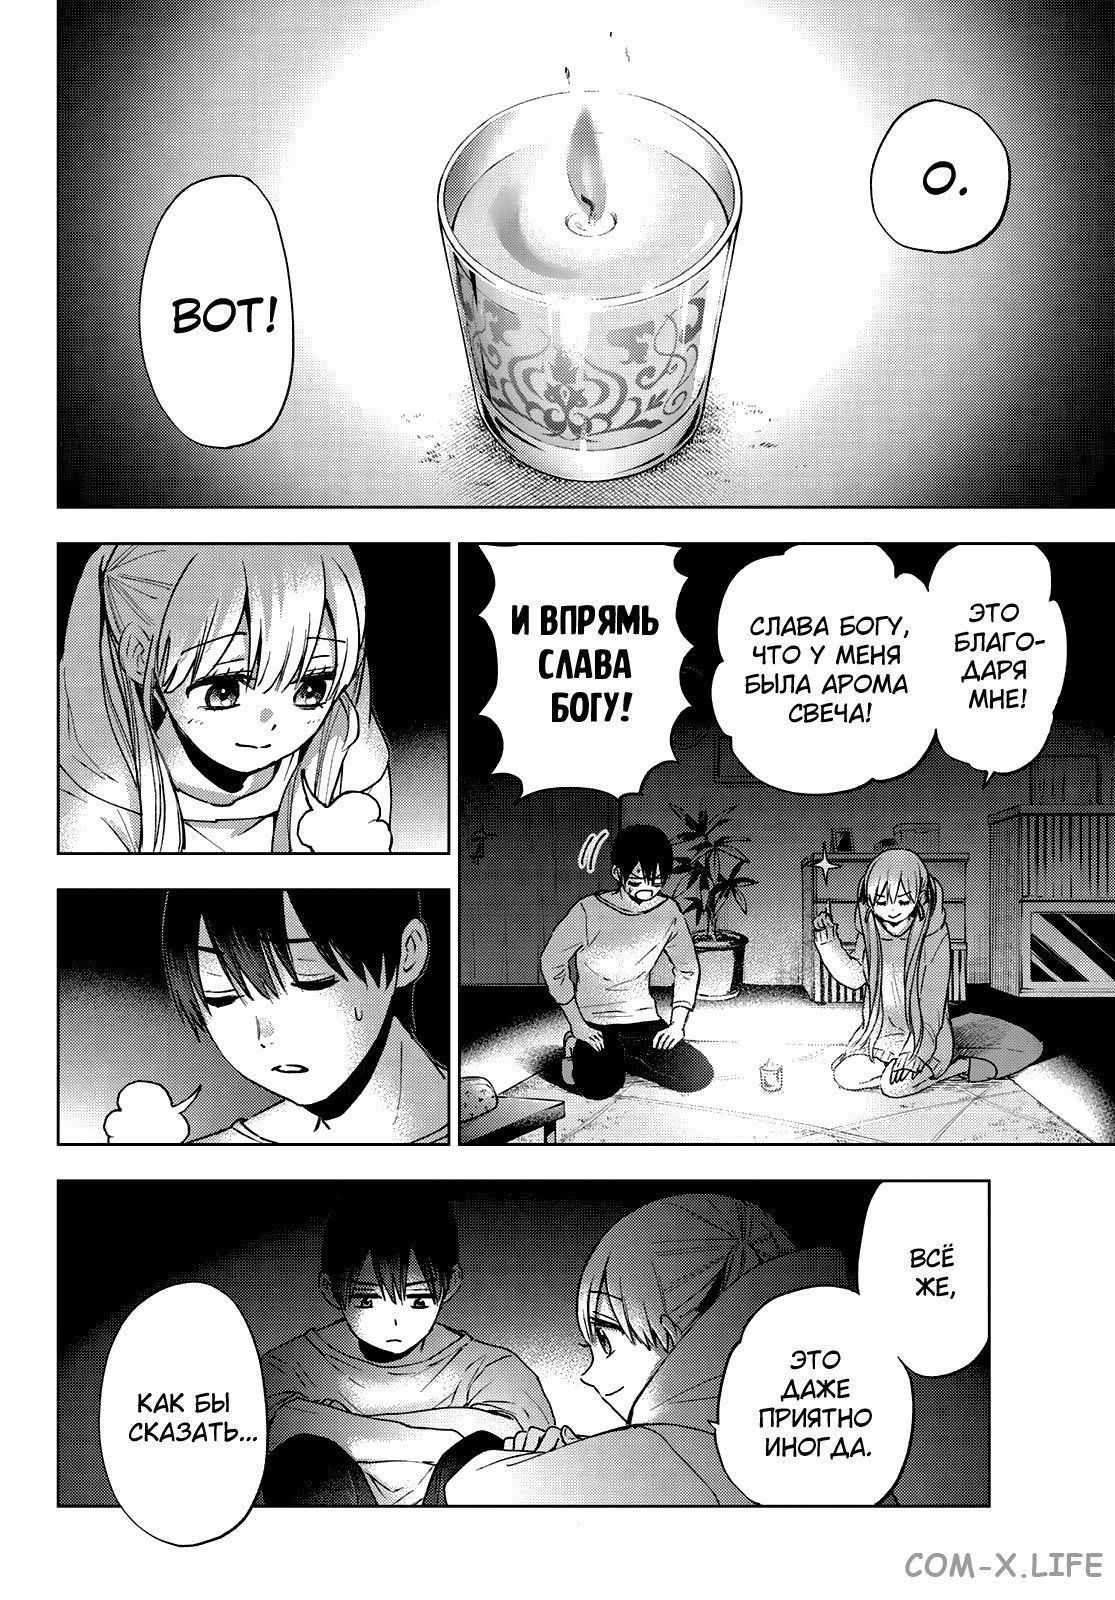 О.
ВОТ!
ЭТО
БЛАГО-
ДАРЯ
МНЕ!
СЛАВА БОГУ,
ЧТО У МЕНЯ
БЫЛА АРОМА
СВЕЧА!
И ВПРЯМЬ
СЛАВА
БОГУ!
ВСЁ
ЖЕ,
ЭТО
ДАЖЕ
ПРИЯТНО
ИНОГДА.
КАК БЫ
СКАЗАТЬ...
COM-X.LIFE